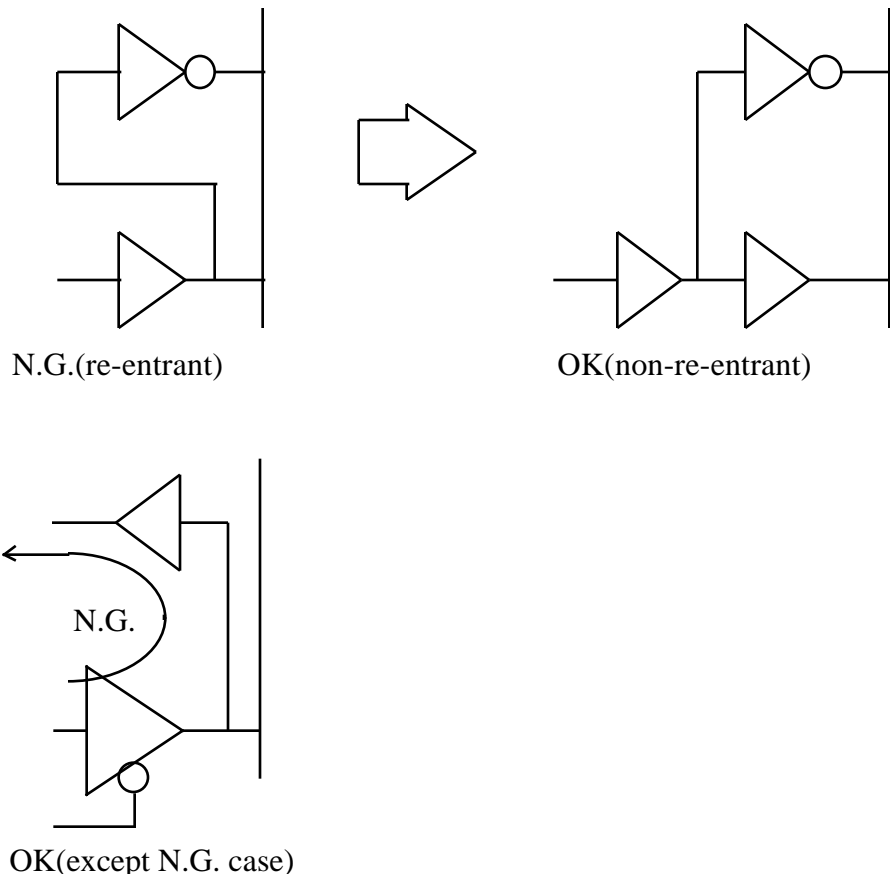 N.G.(re-entrant)
OK(non-re-entrant)
N.G.
OK(except N.G. case)